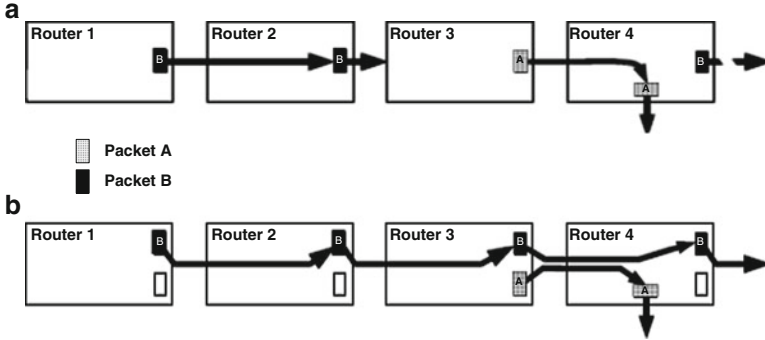 a
Router 1 Router 2 Router 3 Router 4
B B A B
A
Packet A
Packet B
b
Router 1 Router 2 Router 3 Router 4
B B B B
A A